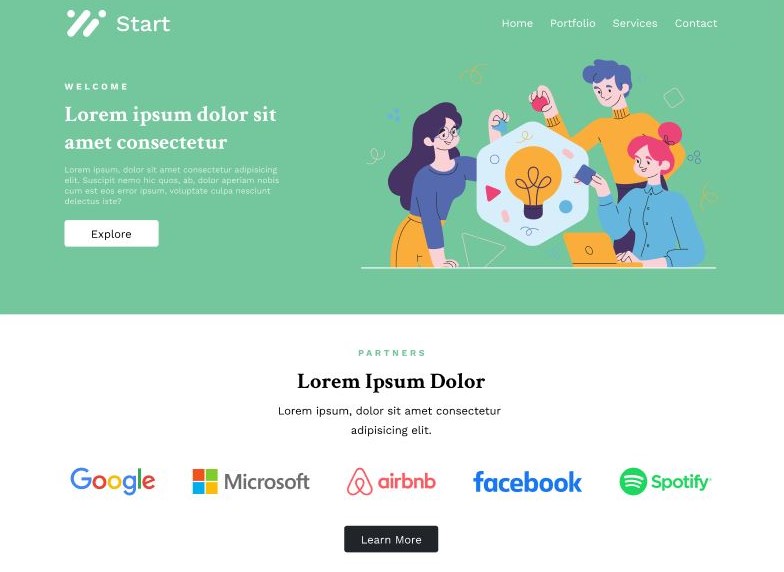 Start
Home Portfolio Services Contact
WELCOME
Lorem ipsum dolor sit
amet consectetur
Lorem ipsum, dolor sit amet consectetur adipisicing
elit. Suscipit nemo hic quos, ab, dolor aperiam nobis
cum est eos error ipsum, voluptate culpa nesciunt
delectus iste?
Explore
PARTNERS
Lorem Ipsum Dolor
Lorem ipsum, dolor sit amet consectetur
adipisicing elit.
Google Microsoft airbnb facebook Spotify
Learn More